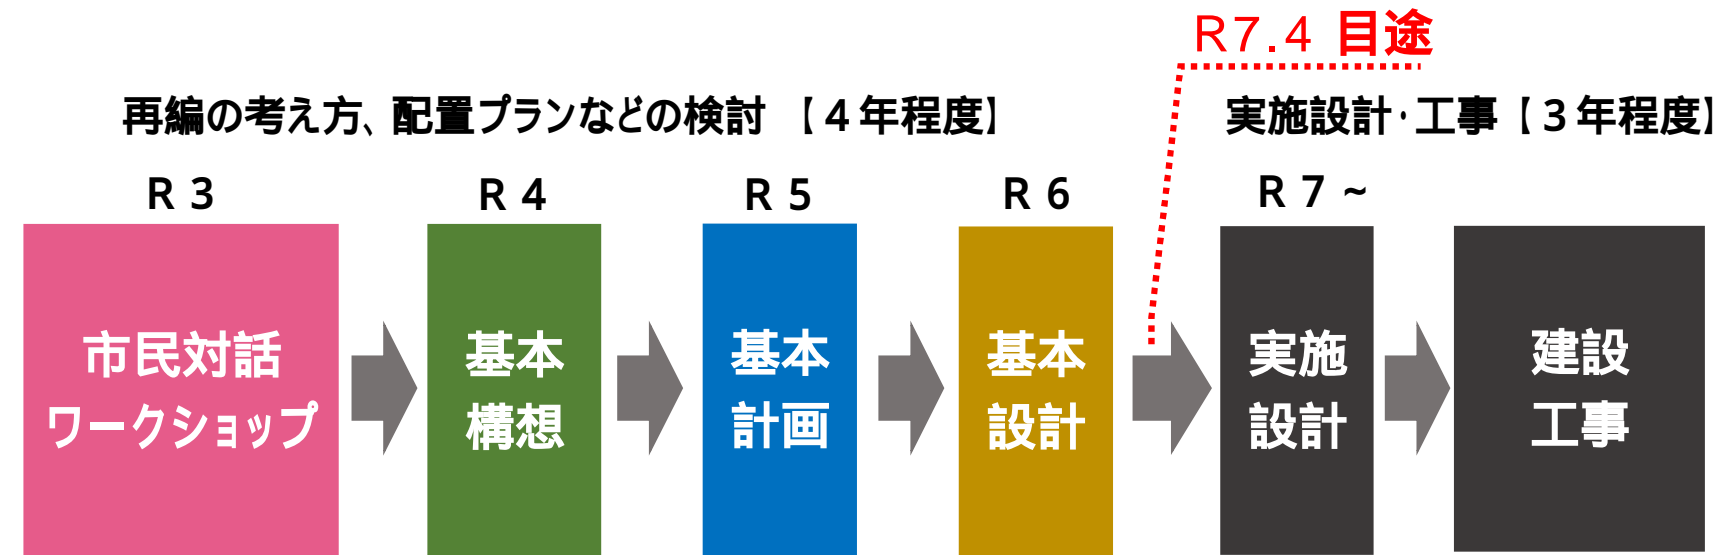 R7.4 目途
再編の考え方、配置プランなどの検討 【4年程度】
実施設計・工事【3年程度】
R3
R4
R5
R6
R7~
市民対話
ワークショップ
基本
構想
基本
計画
基本
設計
実施
設計
建設
工事